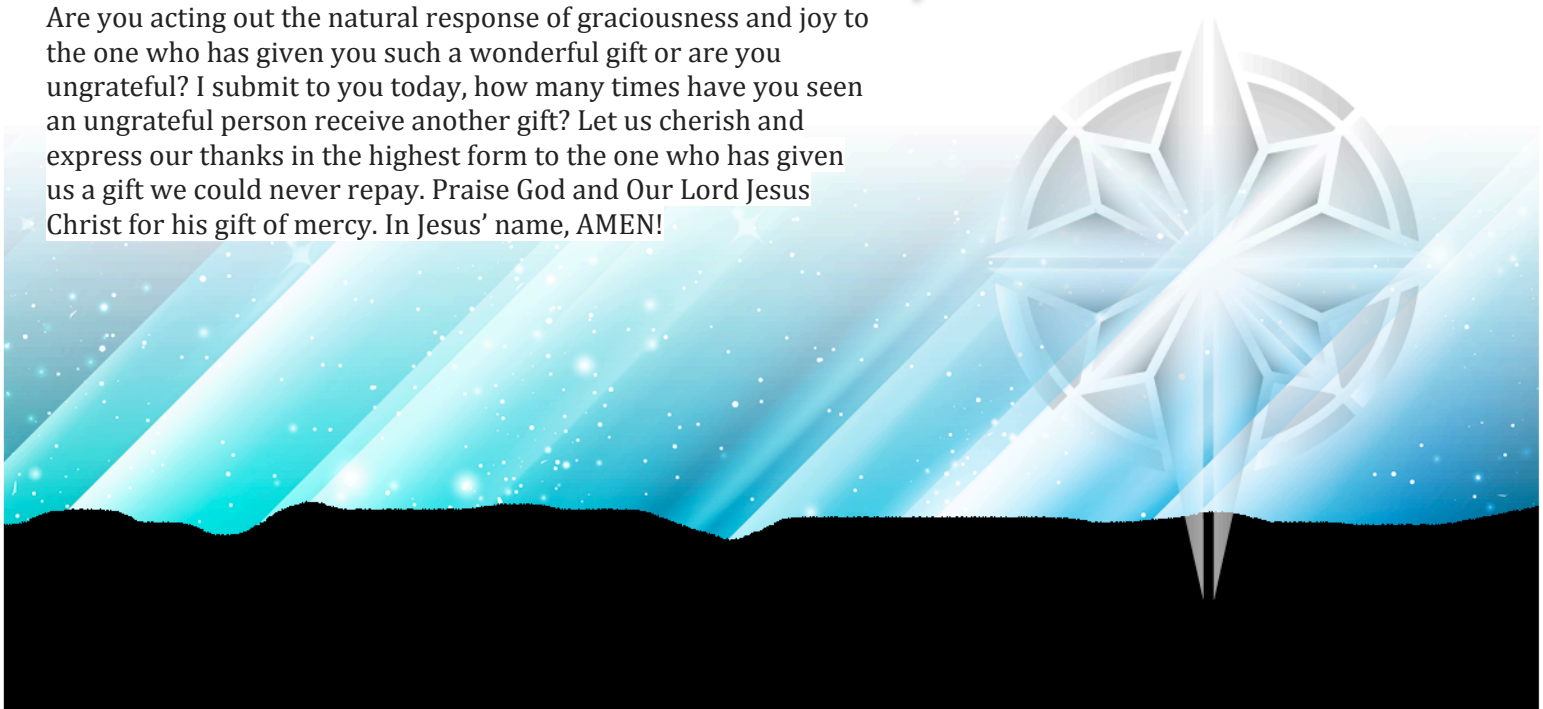 Are you acting out the natural response of graciousness and joy to
the one who has given you such a wonderful gift or are you
ungrateful? I submit to you today, how many times have you seen
an ungrateful person receive another gift? Let us cherish and
express our thanks in the highest form to the one who has given
us a gift we could never repay. Praise God and Our Lord Jesus
Christ for his gift of mercy. In Jesus’ name, AMEN!